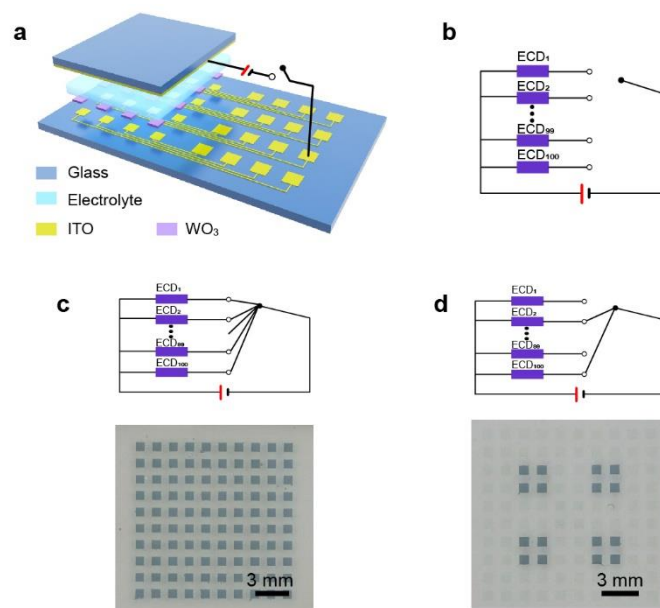 a
Glass
Electrolyte
ITO
WO₃
b
ECD₁
ECD₂
ECD₉₉
ECD₁₀₀
c
ECD₁
ECD₂
ECD₉₉
ECD₁₀₀
3 mm
d
ECD₁
ECD₂
ECD₉₉
ECD₁₀₀
3 mm